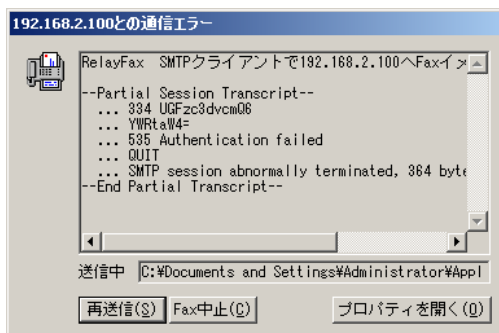 192.168.2.100との通信エラー
RelayFax SMTPクライアントで192.168.2.100へFaxイメ
--Partial Session Transcript--
... 334 UGFzc3dvcmQ6
... YWRtaW4=
... 535 Authentication failed
... QUIT
... SMTP session abnormally terminated, 364 byte
--End Partial Transcript--
送信中 C:¥Documents and Settings¥Administrator¥Appl
再送信(S) Fax中止(C) プロパティを開く(O)